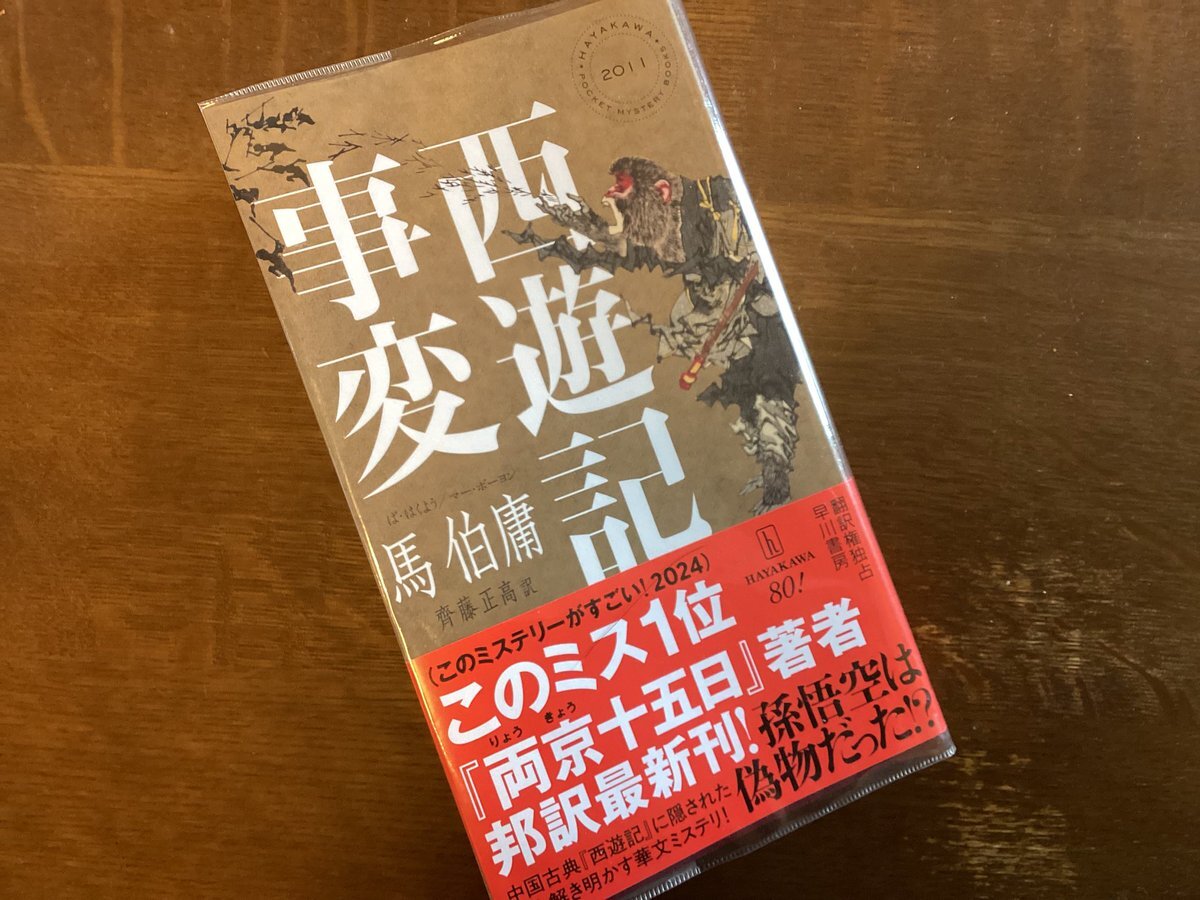 HAYAKAWA POCKET MYSTERY BOOKS
2011
西遊記
事変
ば・はくよう/マー・ボーヨン
馬 伯庸
齊藤正高訳
翻訳権独占
早川書房
h
HAYAKAWA
80!
(このミステリーがすごい!2024)
このミス1位
りょう きょう
『両京十五日』著者
邦訳最新刊!
孫悟空は
偽物だった!?
中国古典『西遊記』に隠された
解き明かす華文ミステリ!